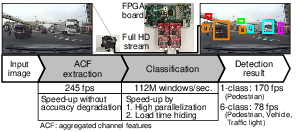 FPGA
board
Full HD
stream
Input
image
ACF
extraction
Classification
Detection
result
245 fps
112M windows/sec.
1-class: 170 fps
(Pedestrian)
6-class: 78 fps
(Pedestrian, Vehicle,
Traffic light)
Speed-up without
accuracy degradation
Speed-up by
1. High parallelization
2. Load time hiding
ACF: aggregated channel features